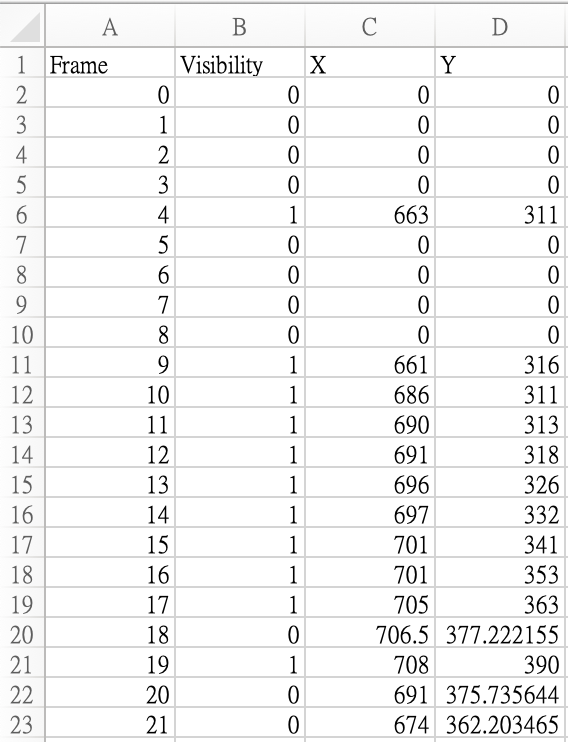 A B C D
1 Frame Visibility X Y
2 0 0 0 0
3 1 0 0 0
4 2 0 0 0
5 3 0 0 0
6 4 1 663 311
7 5 0 0 0
8 6 0 0 0
9 7 0 0 0
10 8 0 0 0
11 9 1 661 316
12 10 1 686 311
13 11 1 690 313
14 12 1 691 318
15 13 1 696 326
16 14 1 697 332
17 15 1 701 341
18 16 1 701 353
19 17 1 705 363
20 18 0 706.5 377.222155
21 19 1 708 390
22 20 0 691 375.735644
23 21 0 674 362.203465